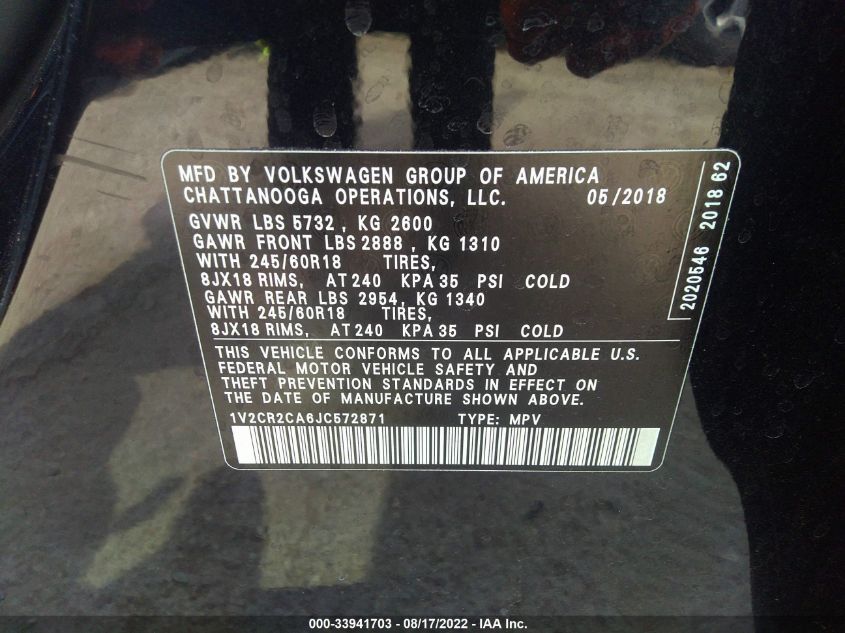 MFD BY VOLKSWAGEN GROUP OF AMERICA
CHATTANOOGA OPERATIONS, LLC. 05/2018
GVWR LBS 5732 , KG 2600
GAWR FRONT LBS 2888 , KG 1310
WITH 245/60R18 TIRES,
8JX18 RIMS, AT 240 KPA 35 PSI COLD
GAWR REAR LBS 2954, KG 1340
WITH 245/60R18 TIRES,
8JX18 RIMS, AT 240 KPA 35 PSI COLD
THIS VEHICLE CONFORMS TO ALL APPLICABLE U.S.
FEDERAL MOTOR VEHICLE SAFETY AND
THEFT PREVENTION STANDARDS IN EFFECT ON
THE DATE OF MANUFACTURE SHOWN ABOVE.
1V2CR2CA6JC572871 TYPE: MPV
2020546 2018 62
000-33941703 - 08/17/2022 - IAA Inc.